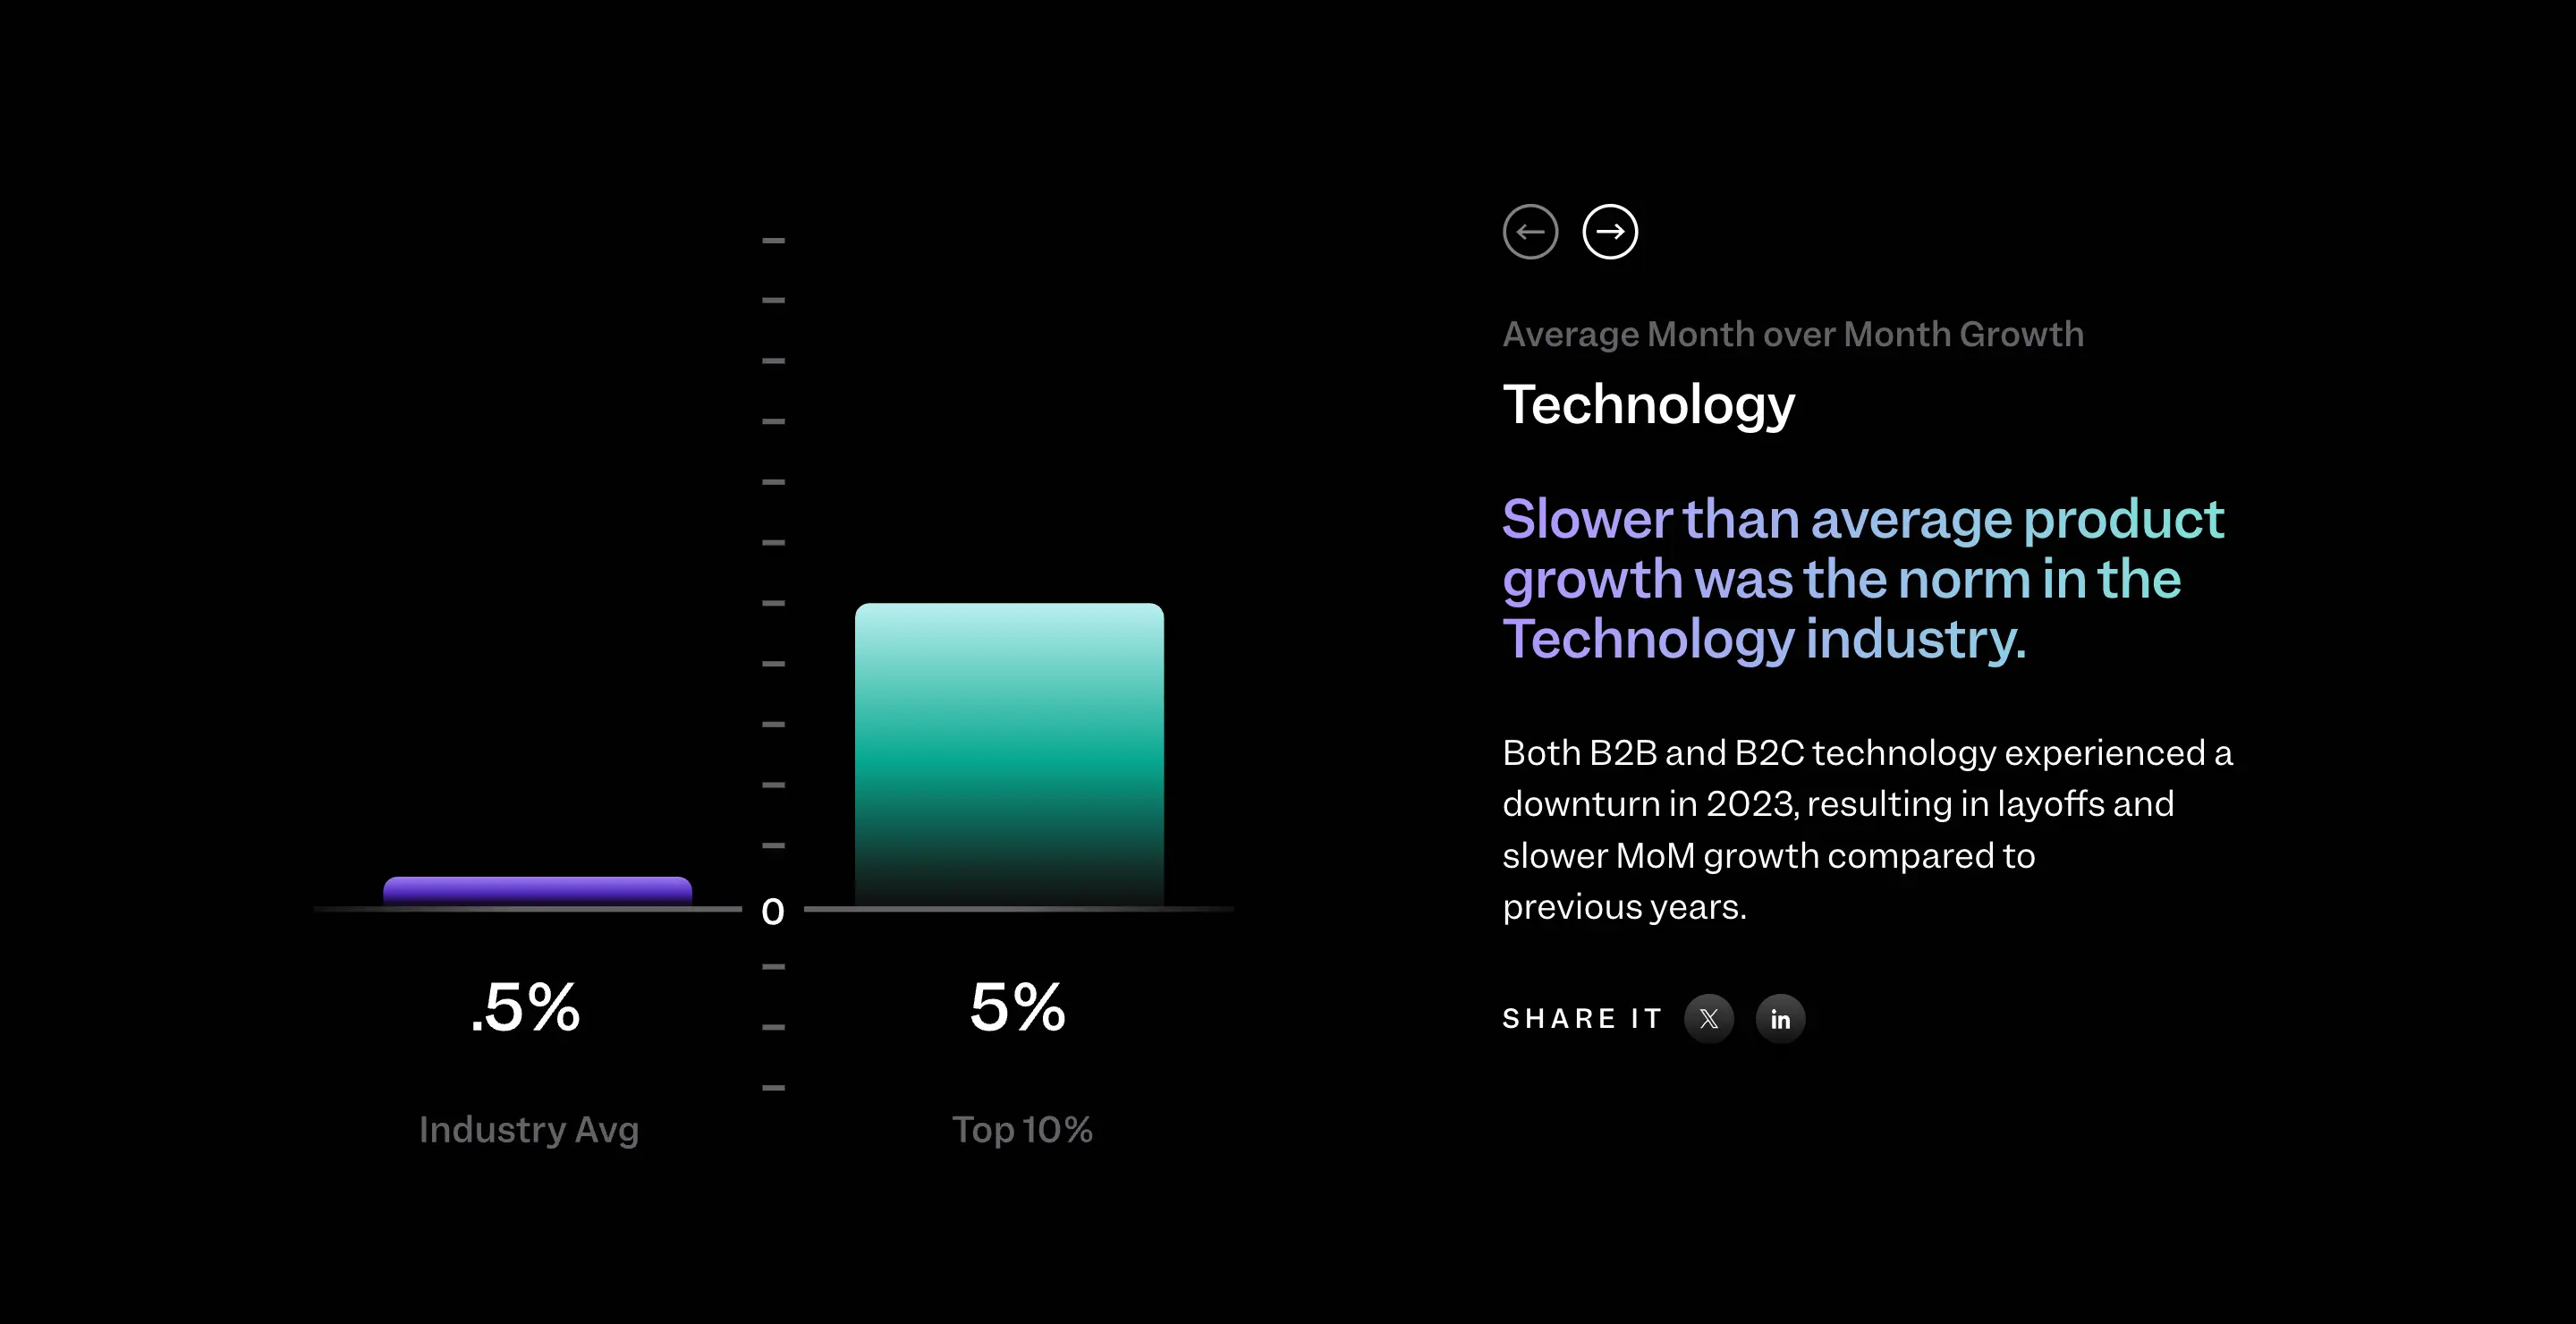 0
.5%
5%
Industry Avg
Top 10%
Average Month over Month Growth
Technology
Slower than average product
growth was the norm in the
Technology industry.
Both B2B and B2C technology experienced a
downturn in 2023, resulting in layoffs and
slower MoM growth compared to
previous years.
SHARE IT
X
in